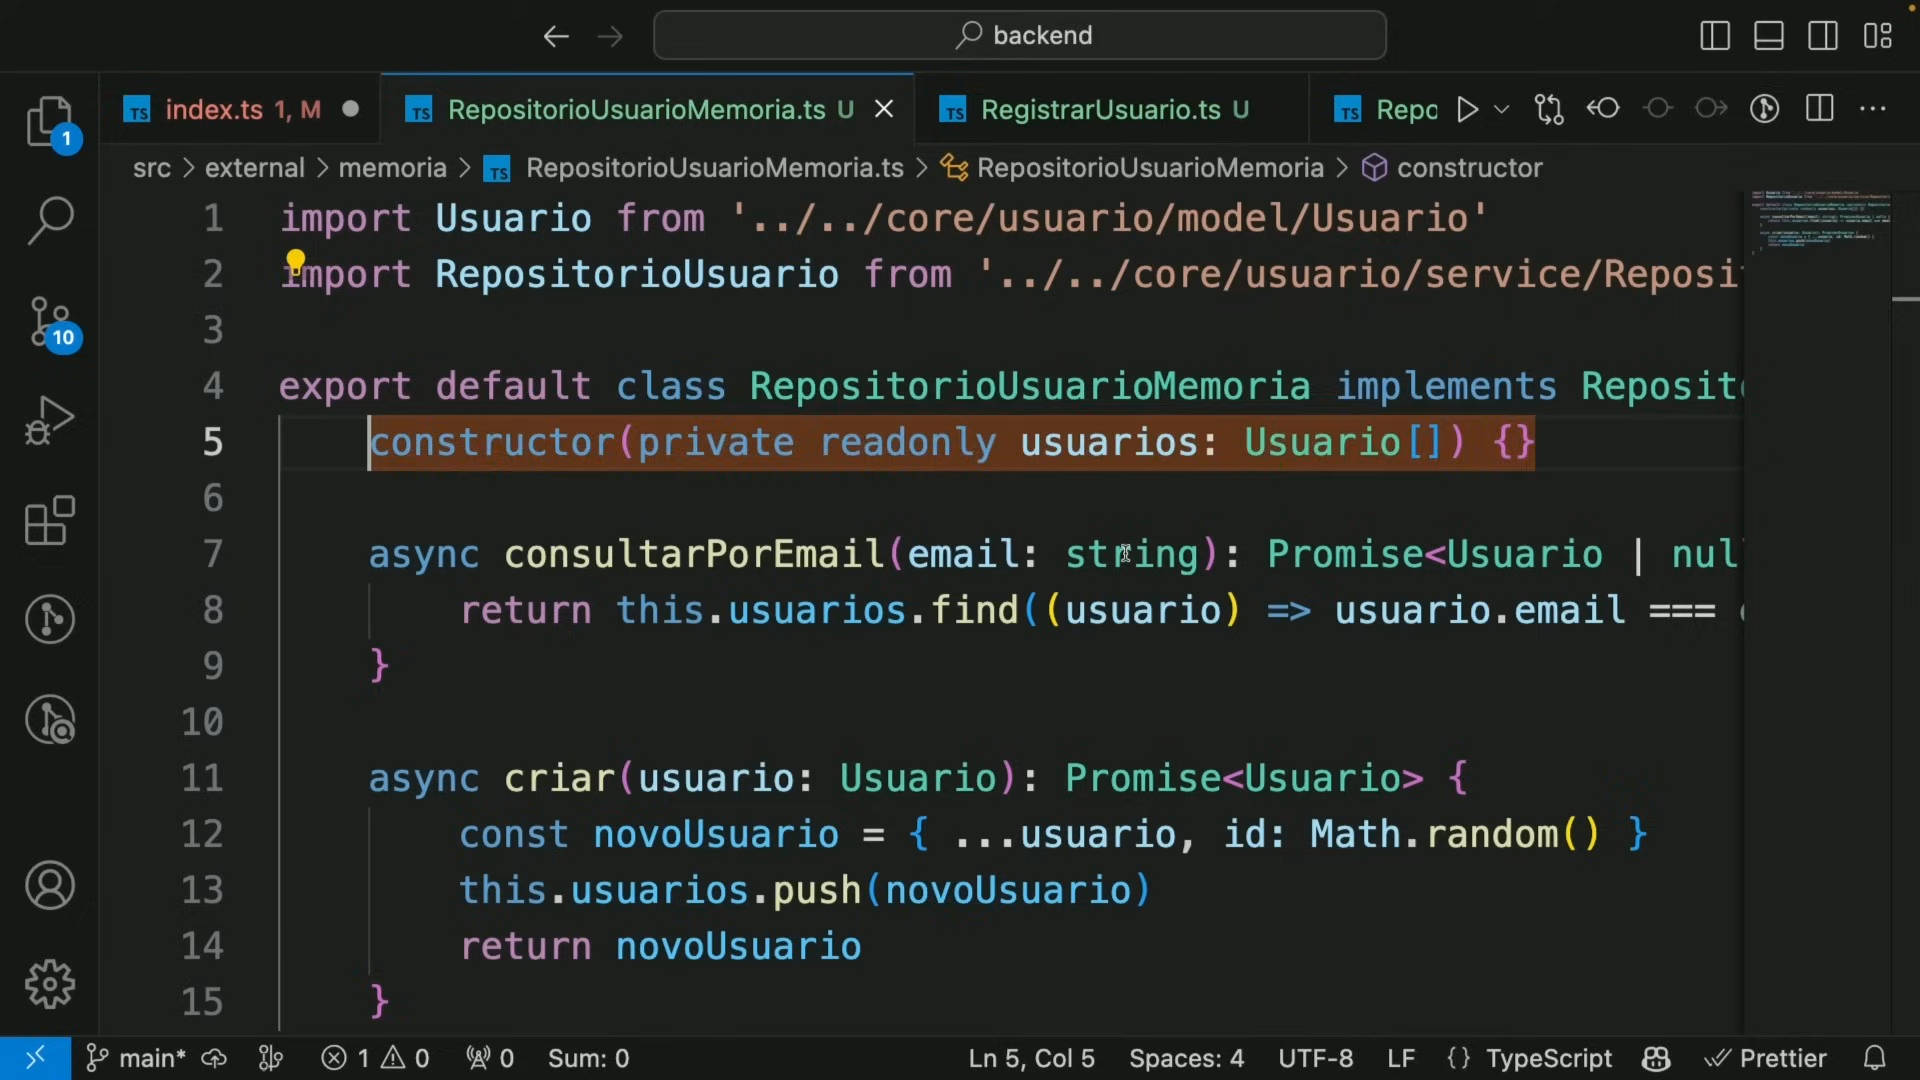 backend
TS index.ts 1, M
TS RepositorioUsuarioMemoria.ts U
TS RegistrarUsuario.ts U
TS Repo
1
src > external > memoria > TS RepositorioUsuarioMemoria.ts > RepositorioUsuarioMemoria > constructor
1 import Usuario from '../../core/usuario/model/Usuario'
2 import RepositorioUsuario from '../../core/usuario/service/Reposi
3
10
4 export default class RepositorioUsuarioMemoria implements Reposit
5 constructor(private readonly usuarios: Usuario[]) {}
6
7 async consultarPorEmail(email: string): Promise<Usuario | nul
8 return this.usuarios.find((usuario) => usuario.email ===
9 }
10
11 async criar(usuario: Usuario): Promise<Usuario> {
12 const novoUsuario = { ...usuario, id: Math.random() }
13 this.usuarios.push(novoUsuario)
14 return novoUsuario
15 }
main* 1 0 0 Sum: 0 Ln 5, Col 5 Spaces: 4 UTF-8 LF {} TypeScript Prettier